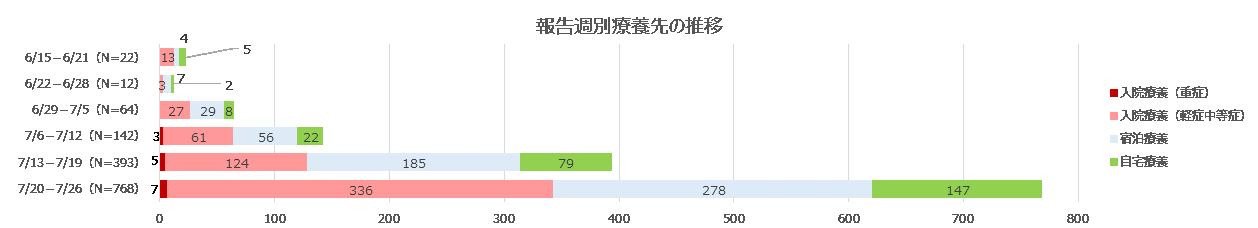 報告週別療養先の推移
4
6/15－6/21（N=22） 13 5
6/22－6/28（N=12） 3 7 2
6/29－7/5（N=64） 27 29 8
7/6－7/12（N=142） 3 61 56 22
7/13－7/19（N=393） 5 124 185 79
7/20－7/26（N=768） 7 336 278 147
0 100 200 300 400 500 600 700 800
入院療養（重症）
入院療養（軽症中等症）
宿泊療養
自宅療養